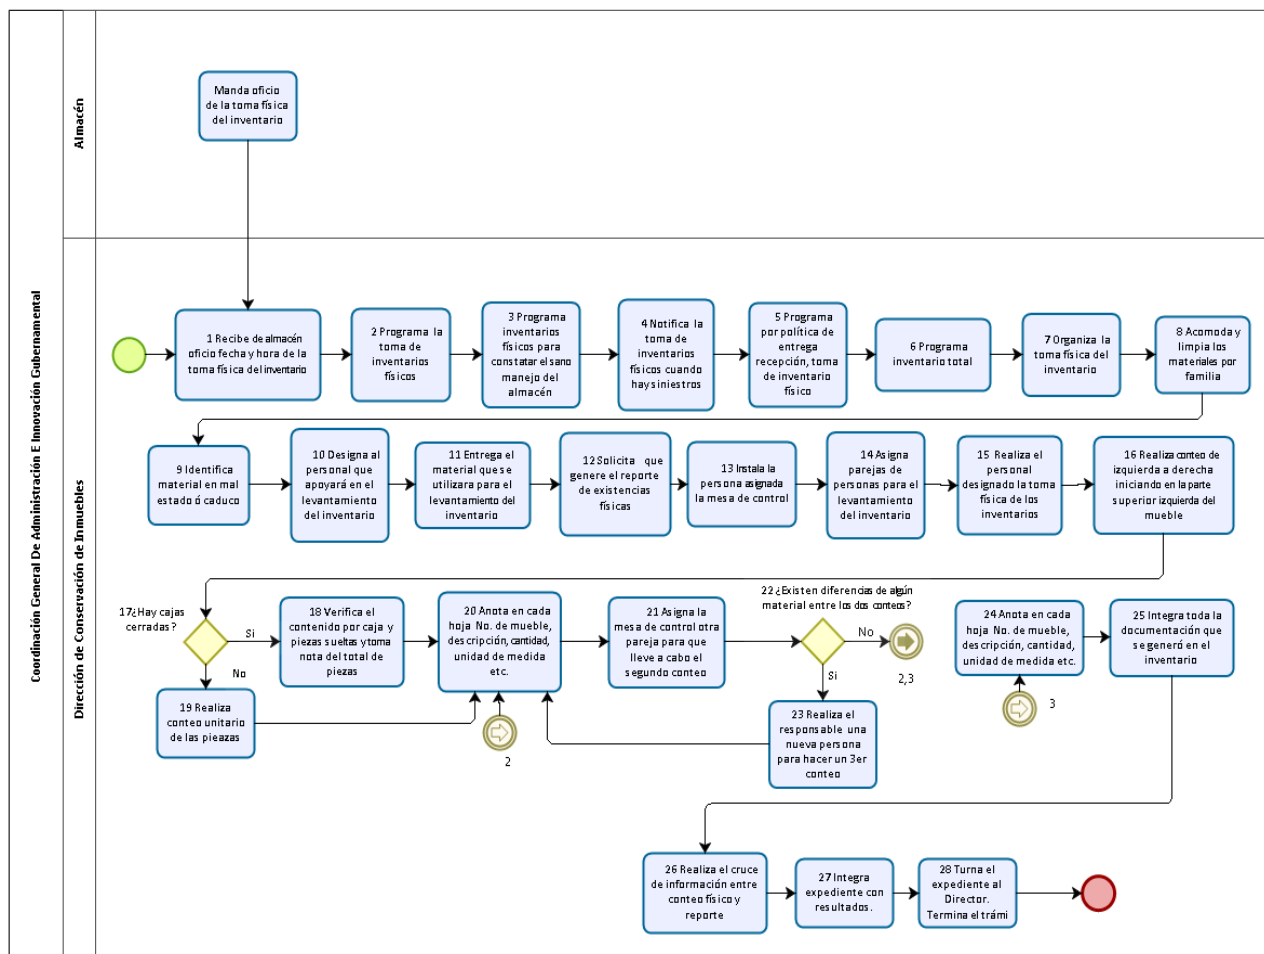 Coordinación General De Administración E Innovación Gubernamental
Almacén
Manda oficio
de la toma física
del inventario
Dirección de Conservación de Inmuebles
1 Recibe de almacén
oficio fecha y hora de la
toma física del inventario
2 Programa la
toma de
inventarios
físicos
3 Programa
inventarios
físicos para
constatar el sano
manejo del
almacén
4 Notifica la
toma de
inventarios
físicos cuando
hay siniestros
5 Programa
por política de
entrega
recepción, toma
de inventario
físico
6 Programa
inventario total
7 Organiza la
toma física del
inventario
8 Acomoda y
limpia los
materiales por
familia
9 Identifica
material en mal
estado ó caduco
10 Designa al
personal que
apoyará en el
levantamiento
del inventario
11 Entrega el
material que se
utilizara para el
levantamiento del
inventario
12 Solicita que
genere el reporte
de existencias
físicas
13 Instala la
persona asignada
la mesa de control
14 Asigna
parejas de
personas para el
levantamiento
del inventario
15 Realiza el
personal
designado la toma
física de los
inventarios
16 Realiza conteo de
izquierda a derecha
iniciando en la parte
superior izquierda del
mueble
17¿Hay cajas
cerradas?
Si
No
18 Verifica el
contenido por caja y
piezas sueltas y toma
nota del total de
piezas
19 Realiza
conteo unitario
de las pieazas
20 Anota en cada
hoja No. de mueble,
descripción, cantidad,
unidad de medida
etc.
2
21 Asigna la
mesa de control otra
pareja para que
lleve a cabo el
segundo conteo
22 ¿Existen diferencias de algún
material entre los dos conteos?
No
2,3
Si
23 Realiza el
responsable una
nueva persona
para hacer un 3er
conteo
24 Anota en cada
hoja No. de mueble,
descripción, cantidad,
unidad de medida etc.
3
25 Integra toda la
documentación que
se generó en el
inventario
26 Realiza el cruce
de información entre
conteo físico y
reporte
27 Integra
expediente con
resultados.
28 Turna el
expediente al
Director.
Termina el trámi